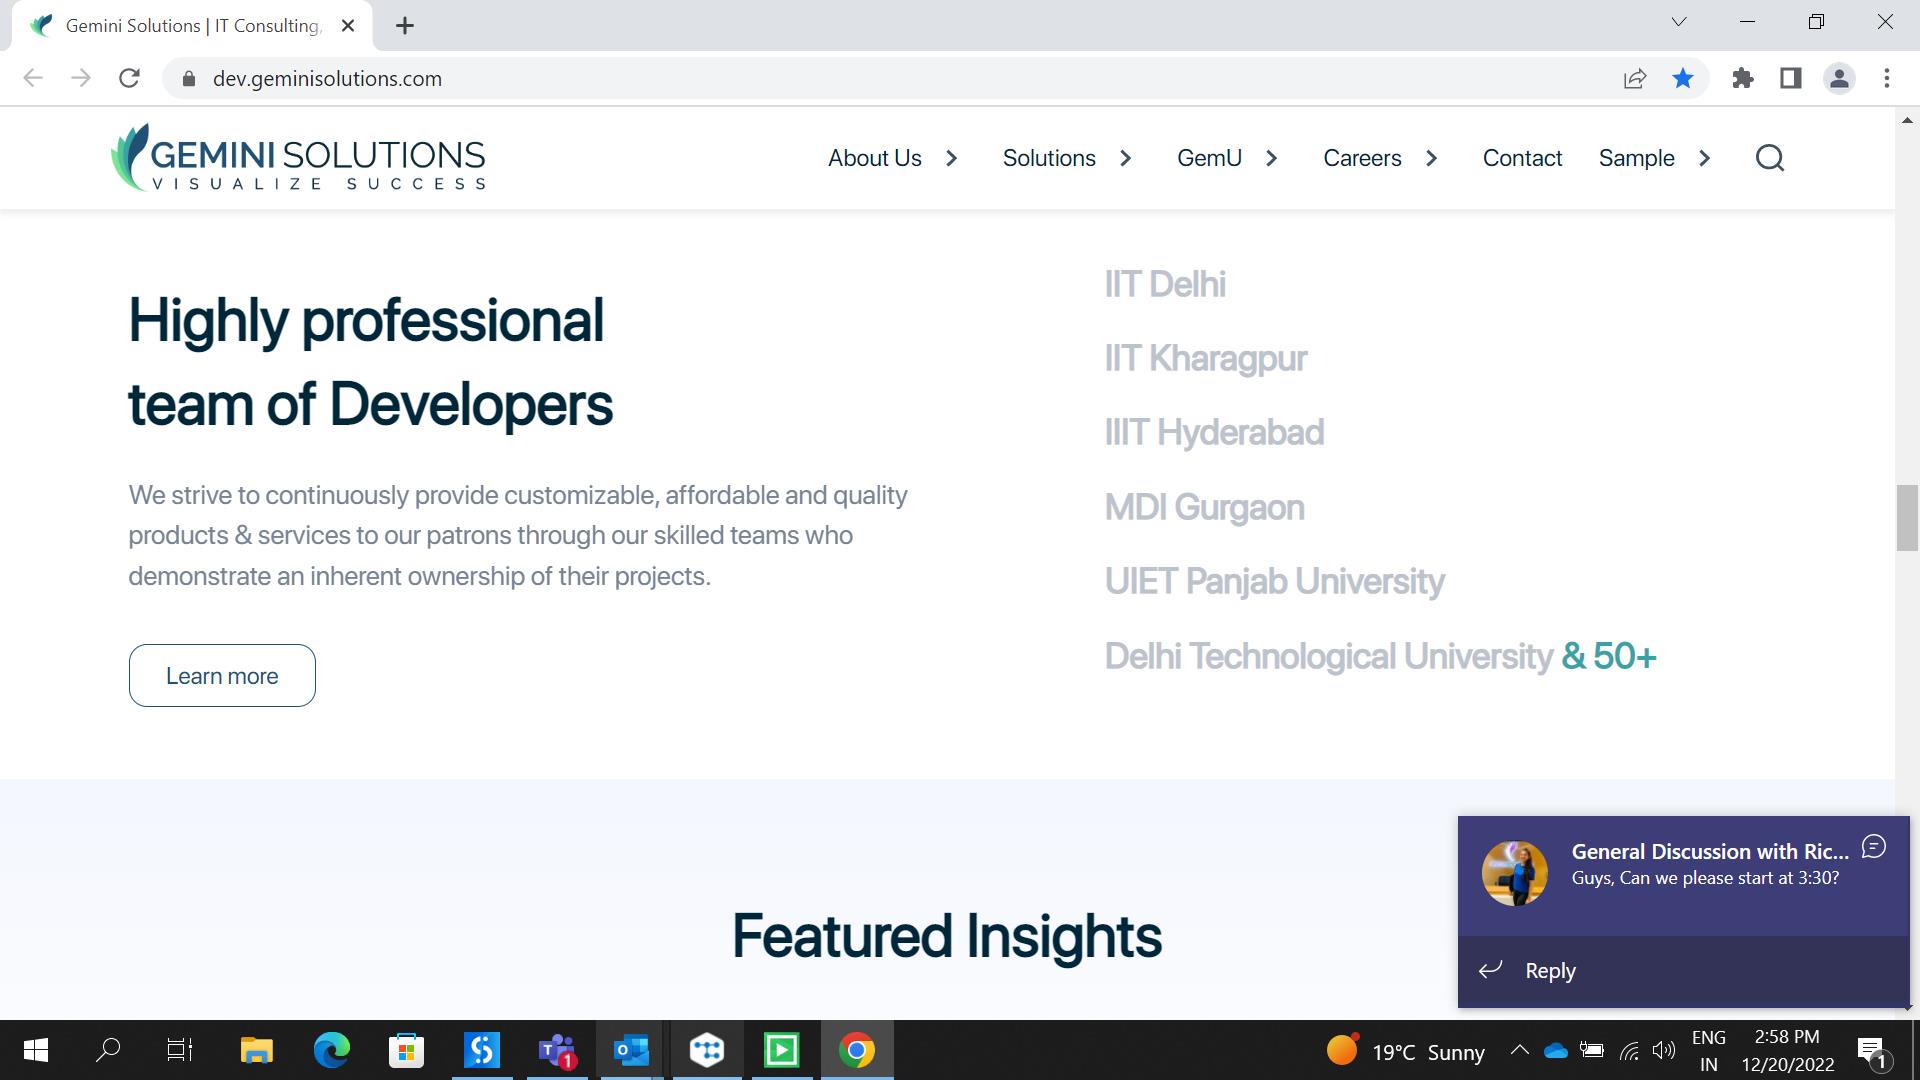 Gemini Solutions | IT Consulting,
dev.geminisolutions.com
GEMINI SOLUTIONS
VISUALIZE SUCCESS
About Us
Solutions
GemU
Careers
Contact
Sample
Highly professional
team of Developers
We strive to continuously provide customizable, affordable and quality
products & services to our patrons through our skilled teams who
demonstrate an inherent ownership of their projects.
Learn more
IIT Delhi
IIT Kharagpur
IIIT Hyderabad
MDI Gurgaon
UIET Panjab University
Delhi Technological University & 50+
Featured Insights
General Discussion with Ric...
Guys, Can we please start at 3:30?
Reply
19°C Sunny
ENG
IN
2:58 PM
12/20/2022
1
1